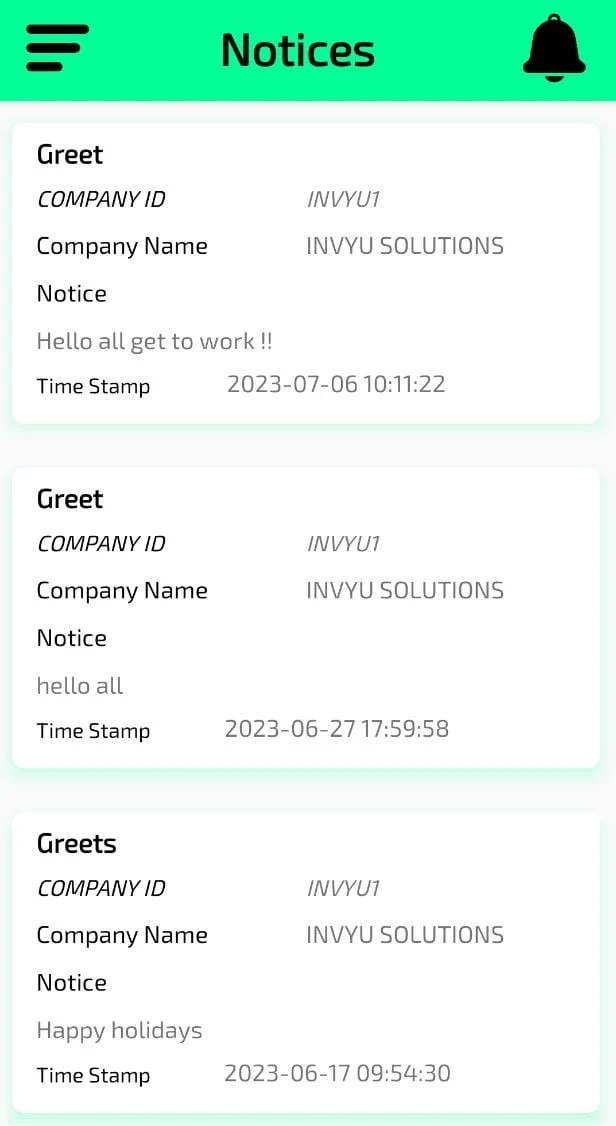 Notices
Greet
COMPANY ID INVYU1
Company Name INVYU SOLUTIONS
Notice
Hello all get to work !!
Time Stamp 2023-07-06 10:11:22
Greet
COMPANY ID INVYU1
Company Name INVYU SOLUTIONS
Notice
hello all
Time Stamp 2023-06-27 17:59:58
Greets
COMPANY ID INVYU1
Company Name INVYU SOLUTIONS
Notice
Happy holidays
Time Stamp 2023-06-17 09:54:30